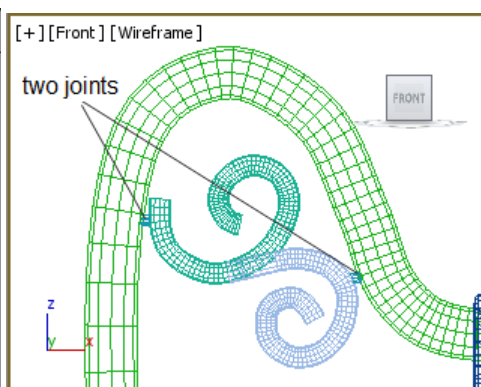 [+] [Front] [Wireframe]
two joints
FRONT
z
y
x